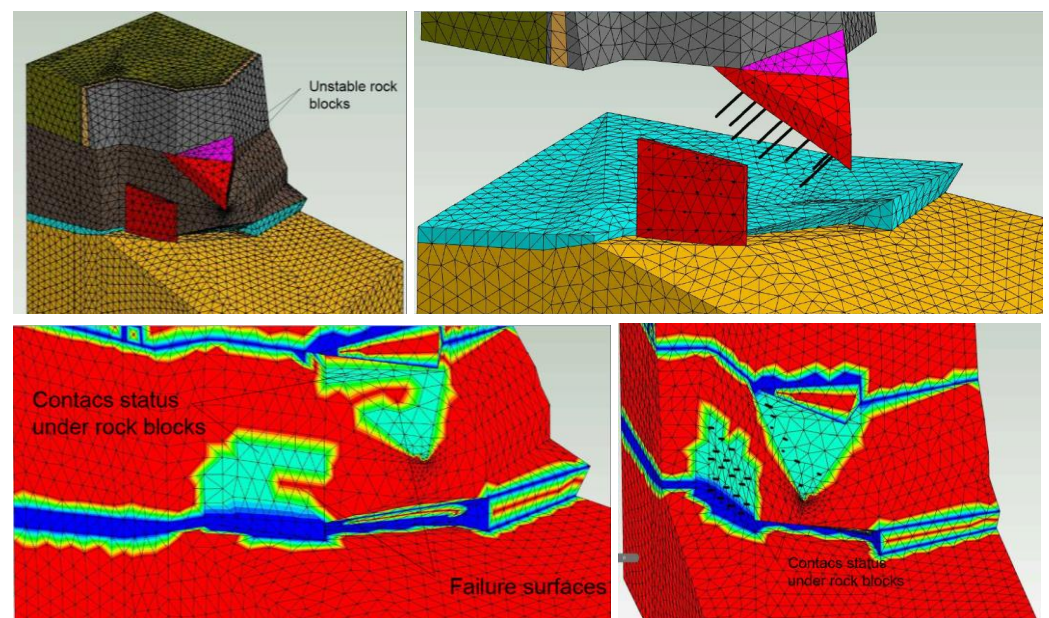 Unstable rock
blocks
Contacs status
under rock blocks
Failure surfaces
Contacs status
under rock blocks